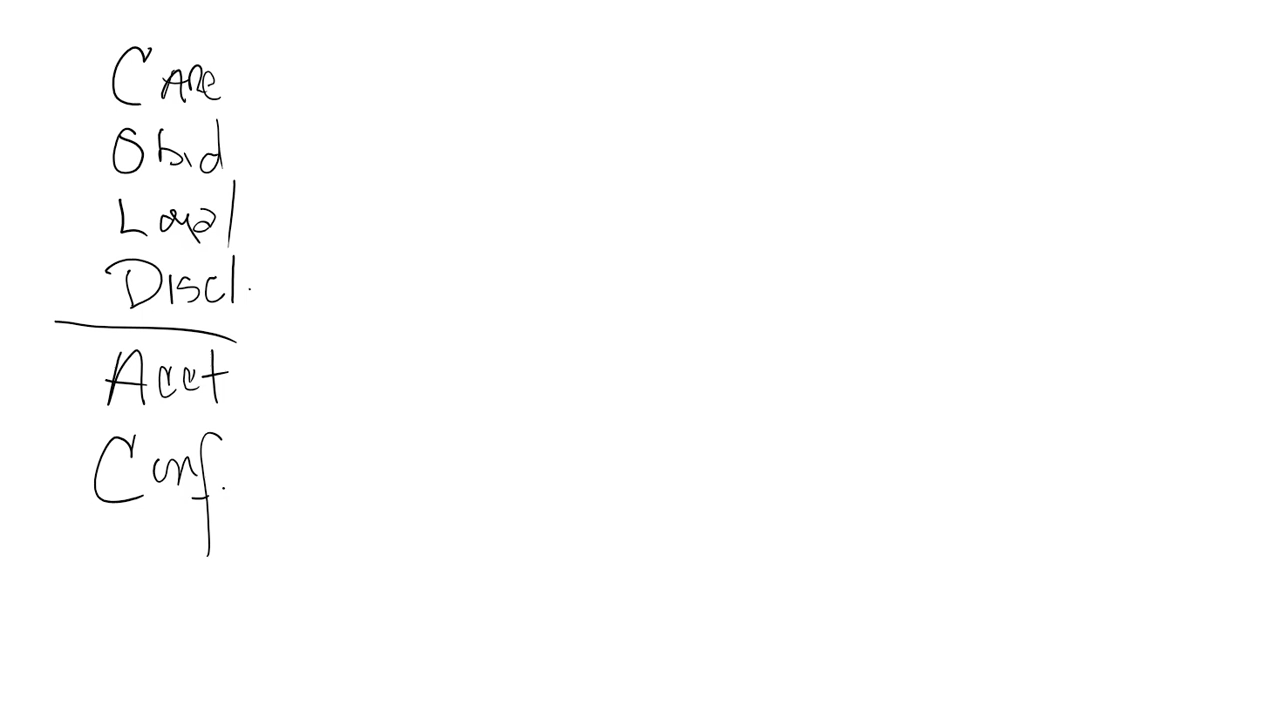 Care
Obid
Loyal
Discl.
Acct
Conf.